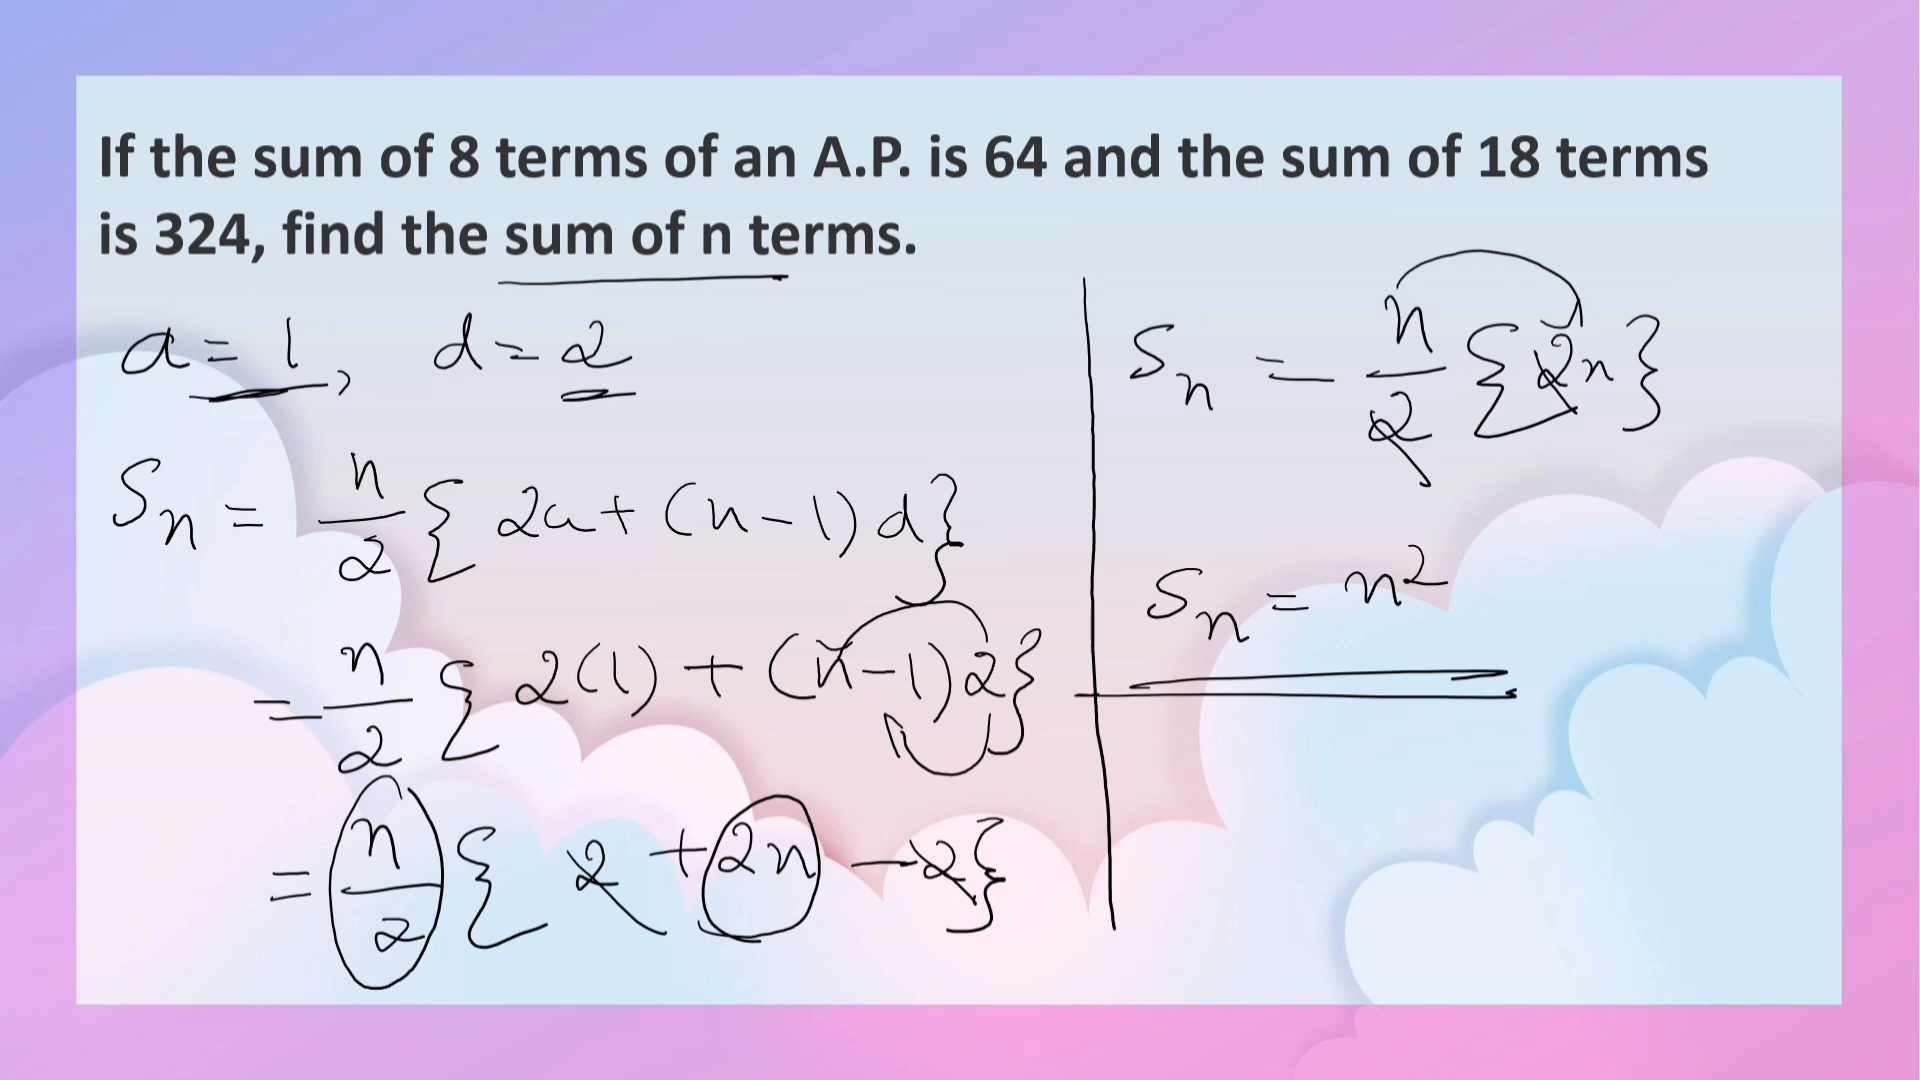 If the sum of 8 terms of an A.P. is 64 and the sum of 18 terms
is 324, find the sum of n terms.
a = 1, d = 2
Sn = n/2 { 2a + (n - 1) d }
= n/2 { 2(1) + (n - 1) 2 }
= n/2 { 2 + 2n - 2 }
Sn = n/2 { 2n }
Sn = n²